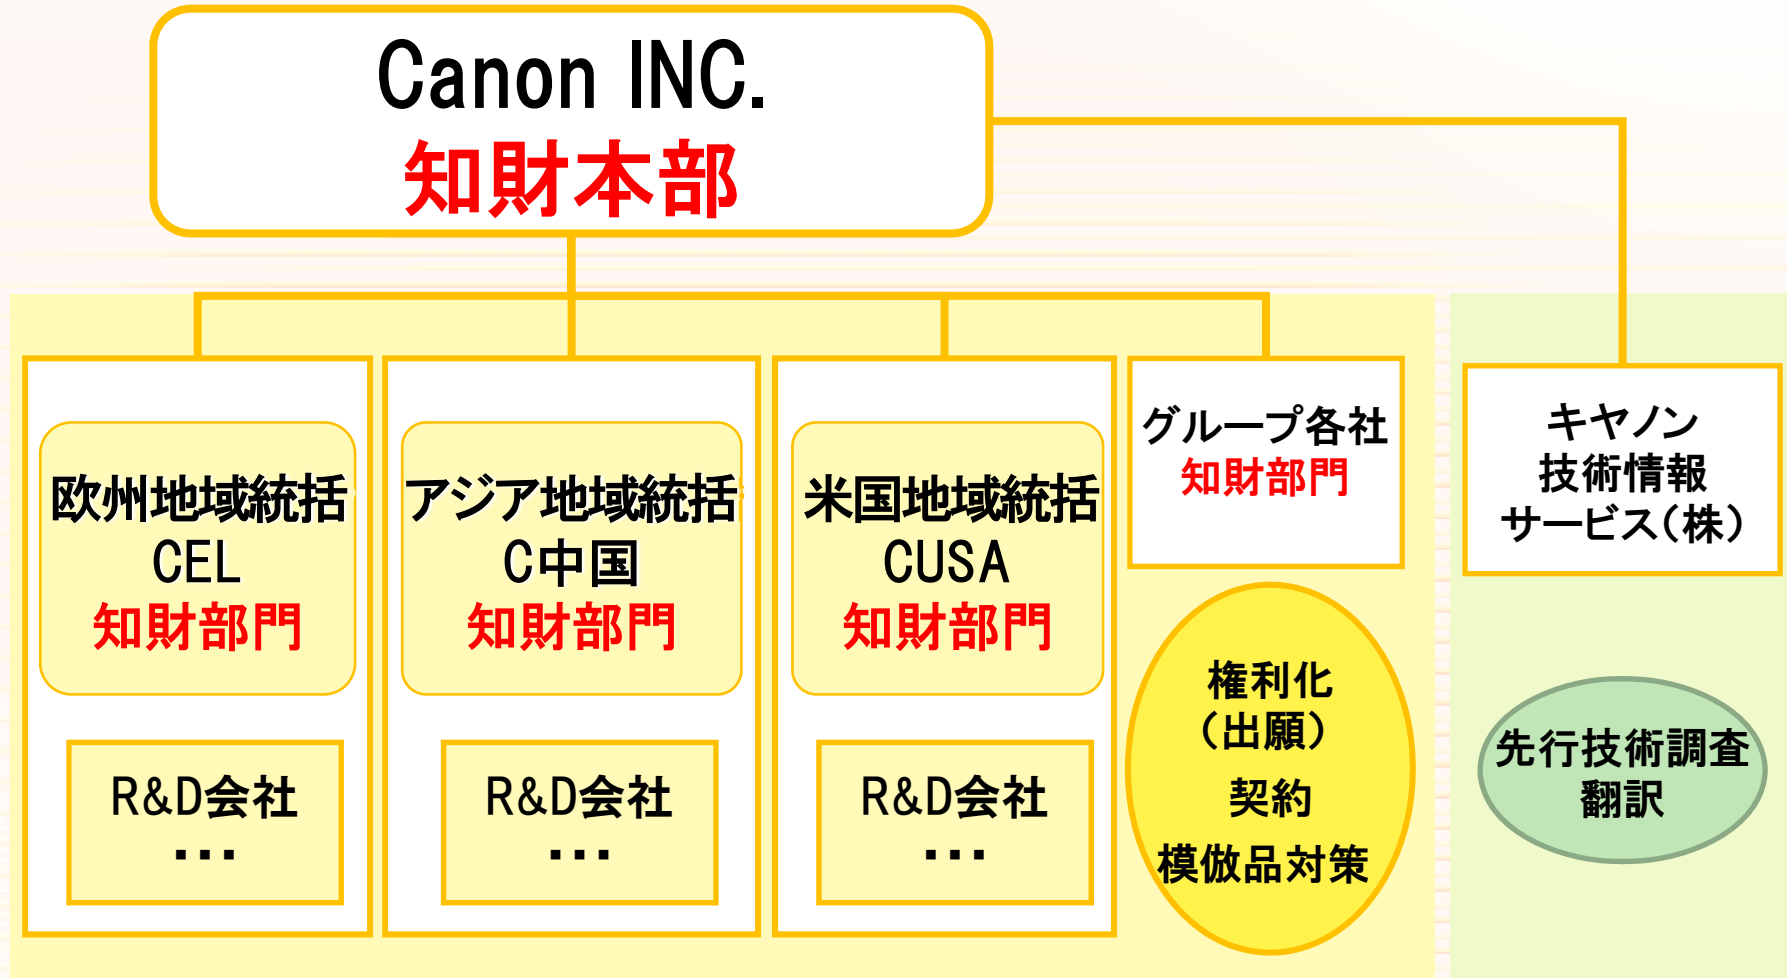 Canon INC.
知財本部
欧州地域統括
CEL
知財部門
R&D会社
...
アジア地域統括
C中国
知財部門
R&D会社
...
米国地域統括
CUSA
知財部門
R&D会社
...
グループ各社
知財部門
権利化
（出願）
契約
模倣品対策
キヤノン
技術情報
サービス（株）
先行技術調査
翻訳